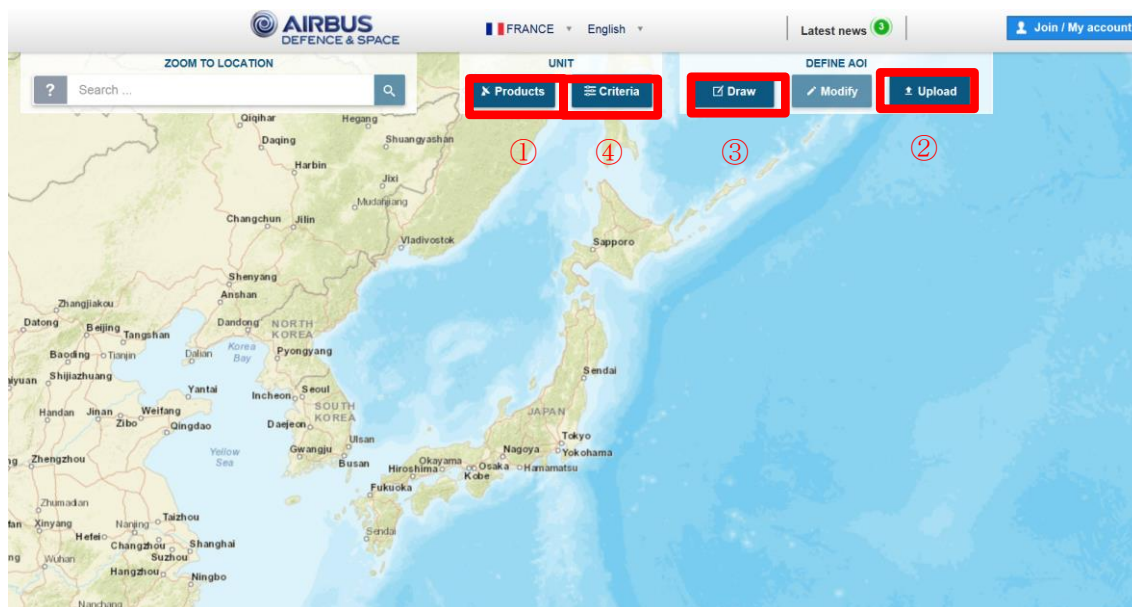 AIRBUS
DEFENCE & SPACE
FRANCE
English
Latest news 3
Join / My account
ZOOM TO LOCATION
UNIT
DEFINE AOI
? Search ...
Products
Criteria
Draw
Modify
Upload
①
④
③
②
Qiqihar
Hegang
Daqing
Shuangyashan
Harbin
Jixi
Mudanjiang
Changchun
Jilin
Vladivostok
Sapporo
Shenyang
Anshan
Zhangjiakou
Datong
Beijing
Tangshan
Dandong
NORTH
KOREA
Baoding
Tianjin
Dalian
Korea
Bay
Pyongyang
iyuan
Shijiazhuang
Yantai
Incheon
Seoul
Sendai
Handan
Jinan
Weifang
Zibo
Qingdao
Daejeon
SOUTH
KOREA
JAPAN
Zhengzhou
Yellow
Sea
Gwangju
Ulsan
Busan
Tokyo
Yokohama
Nagoya
Okayama
Hiroshima
Osaka
Kobe
Hamamatsu
Fukuoka
Zhumadian
Xinyang
Nanjing
Taizhou
Sendai
Hefei
Changzhou
Shanghai
Suzhou
Wuhan
Hangzhou
Ningbo
Nanchang